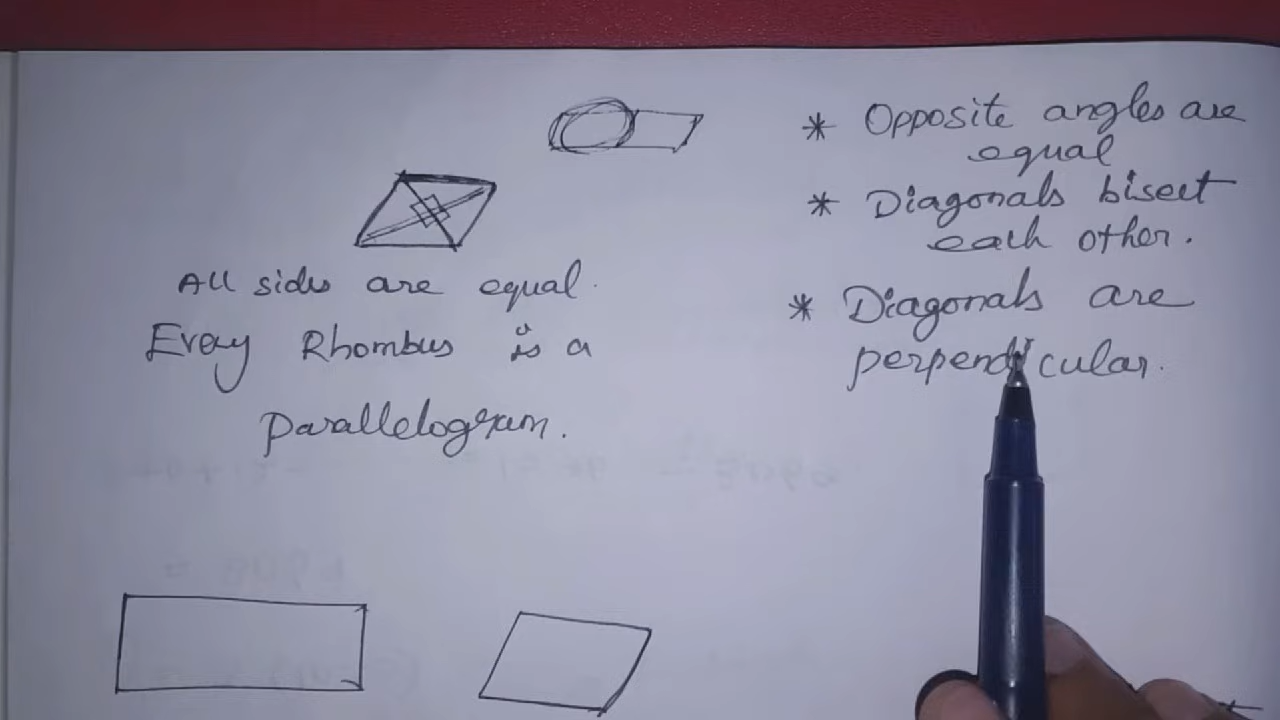 All sides are equal.
Every Rhombus is a
parallelogram.
* Opposite angles are
equal
* Diagonals bisect
each other.
* Diagonals are
perpendicular.